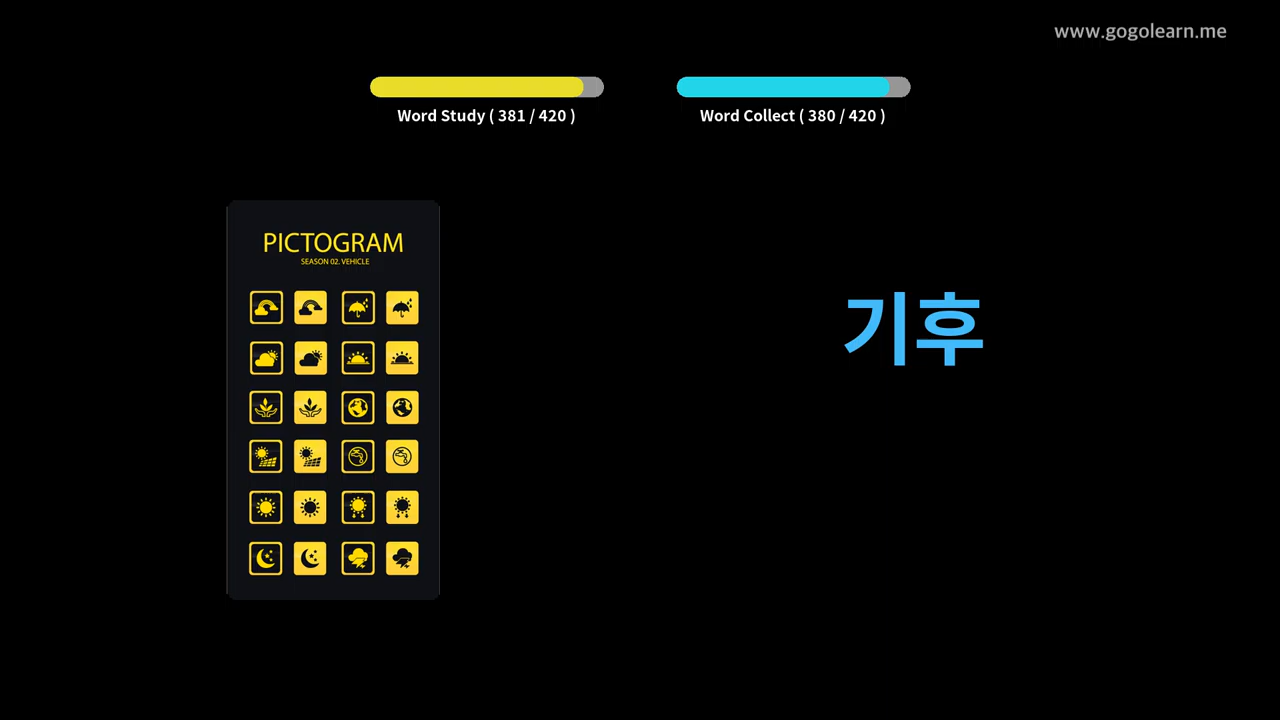 www.gogolearn.me
Word Study ( 381 / 420 )
Word Collect ( 380 / 420 )
PICTOGRAM
SEASON 02. VEHICLE
기후